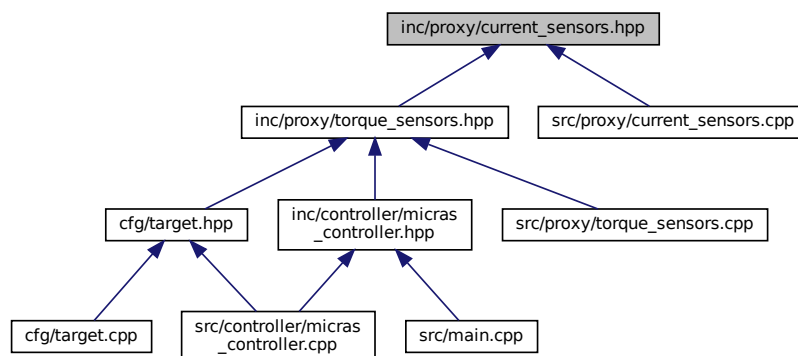 inc/proxy/current_sensors.hpp
inc/proxy/torque_sensors.hpp
src/proxy/current_sensors.cpp
cfg/target.hpp
inc/controller/micras
_controller.hpp
src/proxy/torque_sensors.cpp
cfg/target.cpp
src/controller/micras
_controller.cpp
src/main.cpp